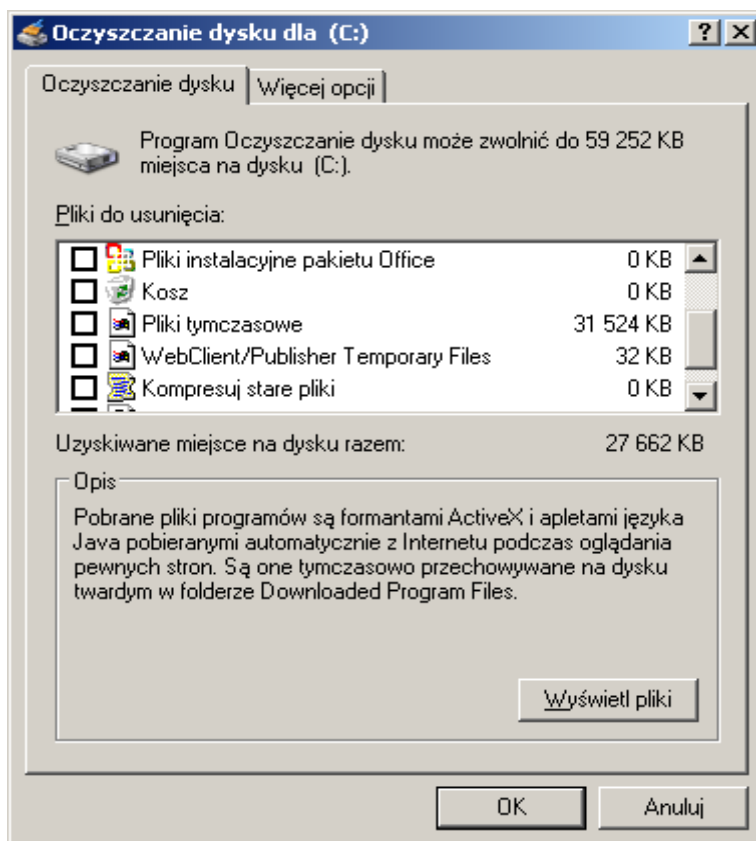 Oczyszczanie dysku dla (C:)
Oczyszczanie dysku
Więcej opcji
Program Oczyszczanie dysku może zwolnić do 59 252 KB
miejsca na dysku (C:).
Pliki do usunięcia:
Pliki instalacyjne pakietu Office 0 KB
Kosz 0 KB
Pliki tymczasowe 31 524 KB
WebClient/Publisher Temporary Files 32 KB
Kompresuj stare pliki 0 KB
Uzyskiwane miejsce na dysku razem: 27 662 KB
Opis
Pobrane pliki programów są formantami ActiveX i apletami języka
Java pobieranymi automatycznie z Internetu podczas oglądania
pewnych stron. Są one tymczasowo przechowywane na dysku
twardym w folderze Downloaded Program Files.
Wyświetl pliki
OK Anuluj